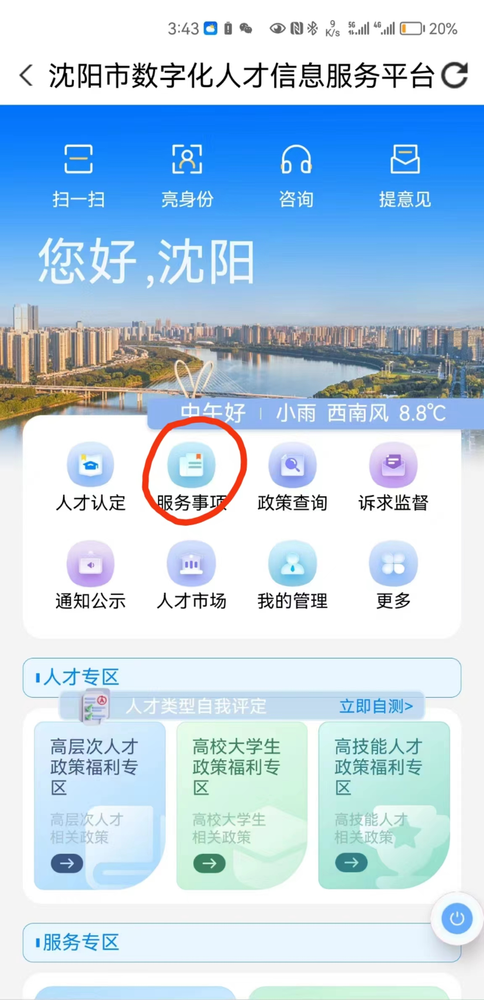 3:43 9 K/s 5G 4G 20%
沈阳市数字化人才信息服务平台
扫一扫 亮身份 咨询 提意见
您好,沈阳
中午好 | 小雨 西南风 8.8℃
人才认定 服务事项 政策查询 诉求监督
通知公示 人才市场 我的管理 更多
人才专区
人才类型自我评定 立即自测>
高层次人才
政策福利专
区
高层次人才
相关政策
高校大学生
政策福利专
区
高校大学生
相关政策
高技能人才
政策福利专
区
高技能人才
相关政策
服务专区